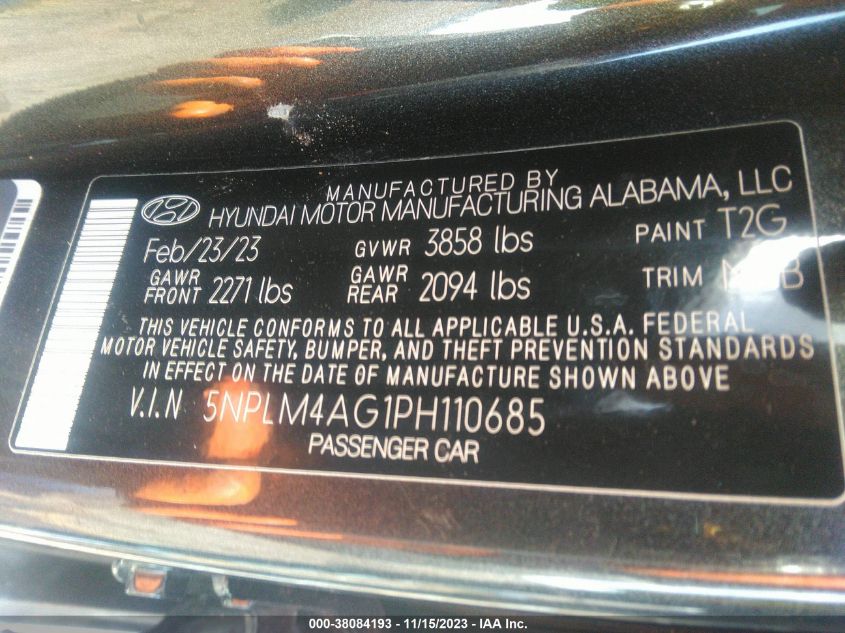 MANUFACTURED BY
HYUNDAI MOTOR MANUFACTURING ALABAMA, LLC
Feb/23/23 GVWR 3858 lbs PAINT T2G
GAWR FRONT 2271 lbs GAWR REAR 2094 lbs TRIM
THIS VEHICLE CONFORMS TO ALL APPLICABLE U.S.A. FEDERAL
MOTOR VEHICLE SAFETY, BUMPER, AND THEFT PREVENTION STANDARDS
IN EFFECT ON THE DATE OF MANUFACTURE SHOWN ABOVE
V.I.N 5NPLM4AG1PH110685
PASSENGER CAR
000-38084193 - 11/15/2023 - IAA Inc.